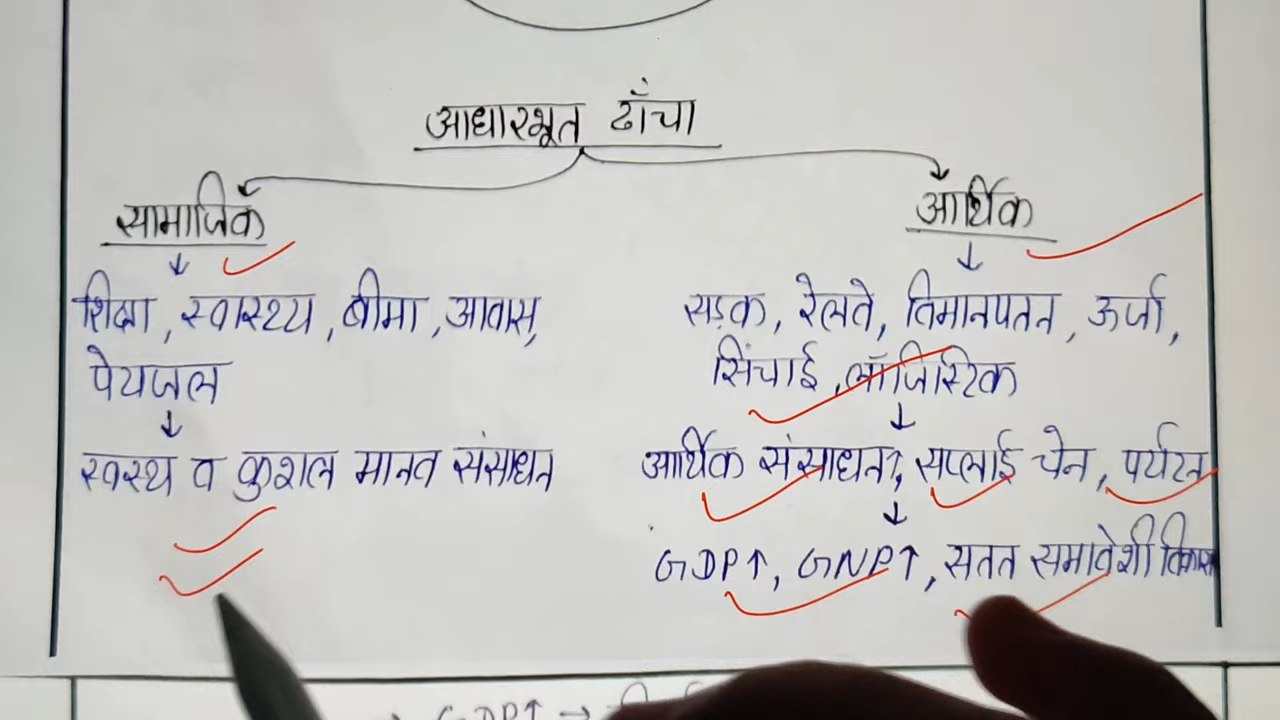 आधारभूत ढाँचा
सामाजिक
शिक्षा, स्वास्थ्य, बीमा, आवास,
पेयजल
स्वस्थ व कुशल मानव संसाधन
आर्थिक
सड़क, रेलवे, विमानपतन, ऊर्जा,
सिंचाई, लॉजिस्टिक
आर्थिक संसाधन↑, सप्लाई चेन, पर्यटन
GDP↑, GNP↑, सतत समावेशी विकास
→ GDP↑ →